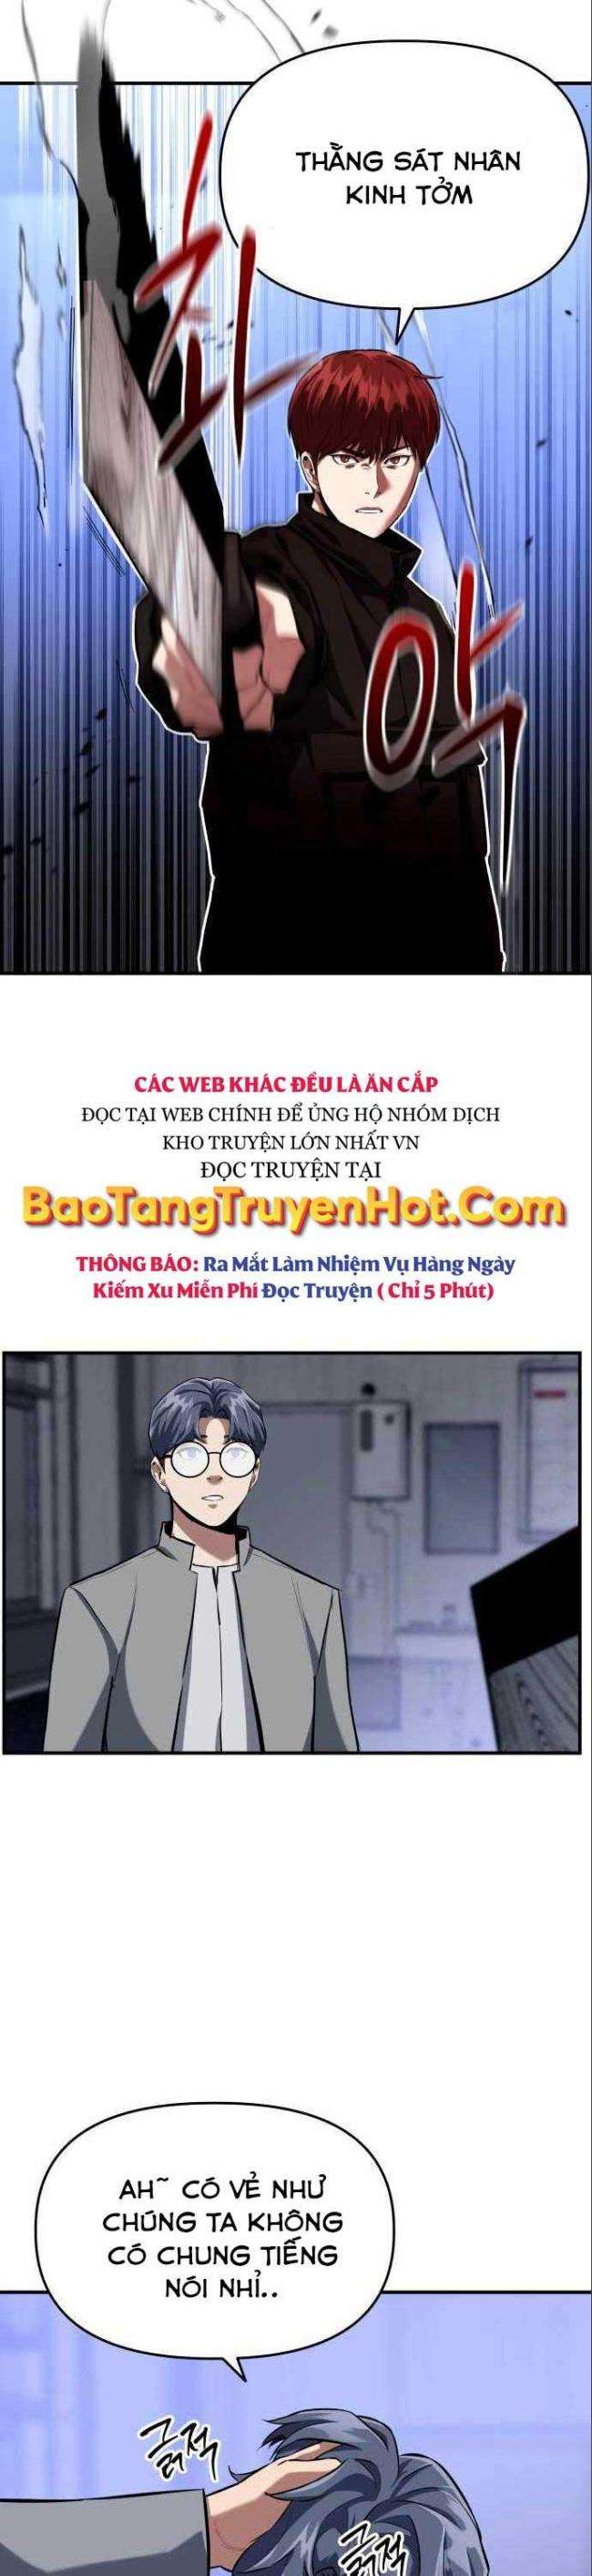 THẰNG SÁT NHÂN
KINH TỞM
CÁC WEB KHÁC ĐỀU LÀ ĂN CẮP
ĐỌC TẠI WEB CHÍNH ĐỂ ỦNG HỘ NHÓM DỊCH
KHO TRUYỆN LỚN NHẤT VN
ĐỌC TRUYỆN TẠI
BaoTangTruyenHot.Com
THÔNG BÁO: Ra Mắt Làm Nhiệm Vụ Hàng Ngày
Kiếm Xu Miễn Phí Đọc Truyện ( Chỉ 5 Phút)
AH~ CÓ VẺ NHƯ
CHÚNG TA KHÔNG
CÓ CHUNG TIẾNG
NÓI NHỈ..
긁적
긁적